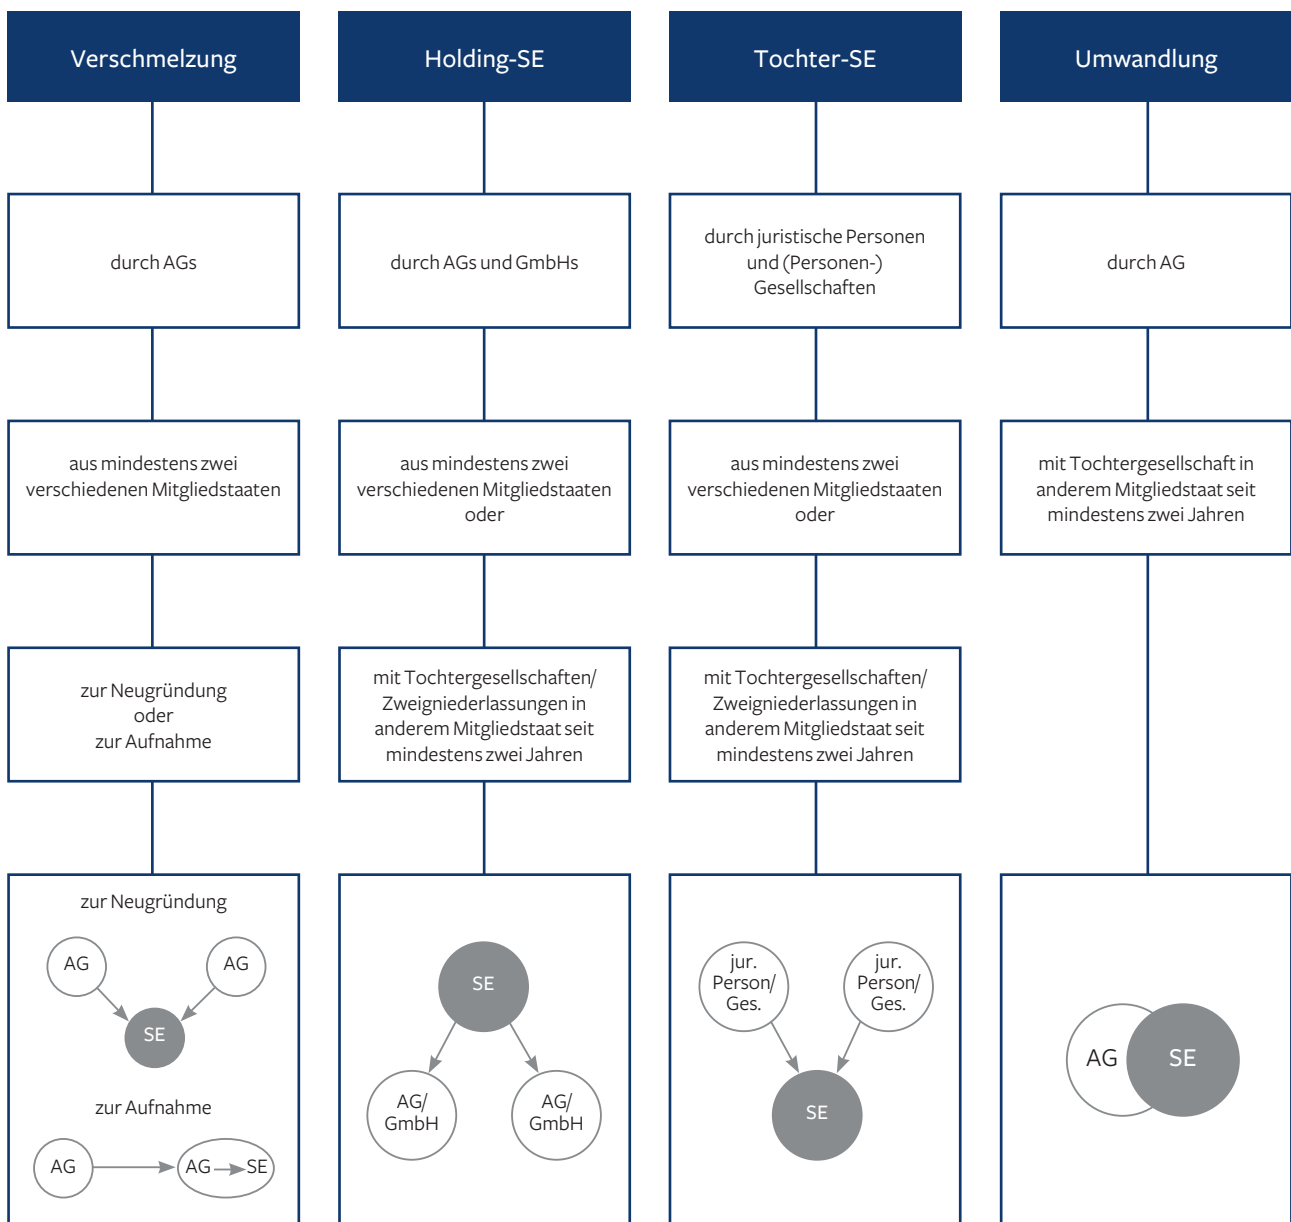 Verschmelzung
durch AGs
aus mindestens zwei
verschiedenen Mitgliedstaaten
zur Neugründung
oder
zur Aufnahme
zur Neugründung
AG
AG
SE
zur Aufnahme
AG
AG
SE
Holding-SE
durch AGs und GmbHs
aus mindestens zwei
verschiedenen Mitgliedstaaten
oder
mit Tochtergesellschaften/
Zweigniederlassungen in
anderem Mitgliedstaat seit
mindestens zwei Jahren
SE
AG/
GmbH
AG/
GmbH
Tochter-SE
durch juristische Personen
und (Personen-)
Gesellschaften
aus mindestens zwei
verschiedenen Mitgliedstaaten
oder
mit Tochtergesellschaften/
Zweigniederlassungen in
anderem Mitgliedstaat seit
mindestens zwei Jahren
jur.
Person/
Ges.
jur.
Person/
Ges.
SE
Umwandlung
durch AG
mit Tochtergesellschaft in
anderem Mitgliedstaat seit
mindestens zwei Jahren
AG
SE